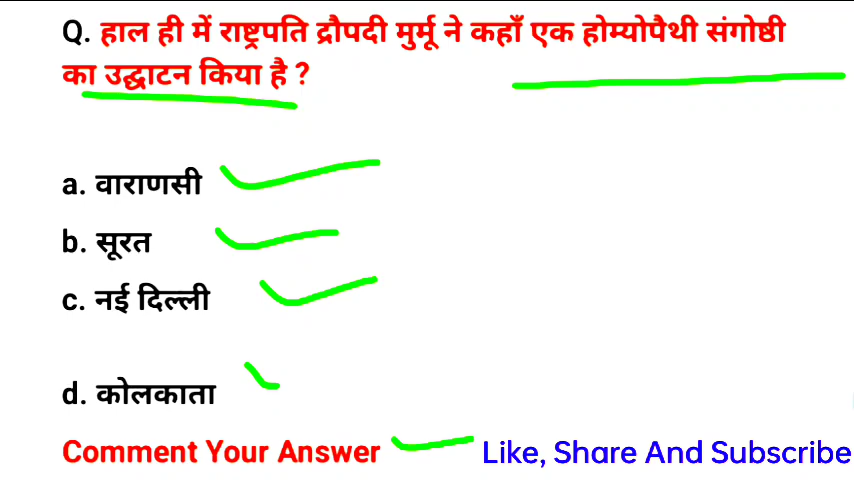 Q. हाल ही में राष्ट्रपति द्रौपदी मुर्मू ने कहाँ एक होम्योपैथी संगोष्ठी
का उद्घाटन किया है ?
a. वाराणसी
b. सूरत
c. नई दिल्ली
d. कोलकाता
Comment Your Answer Like, Share And Subscribe